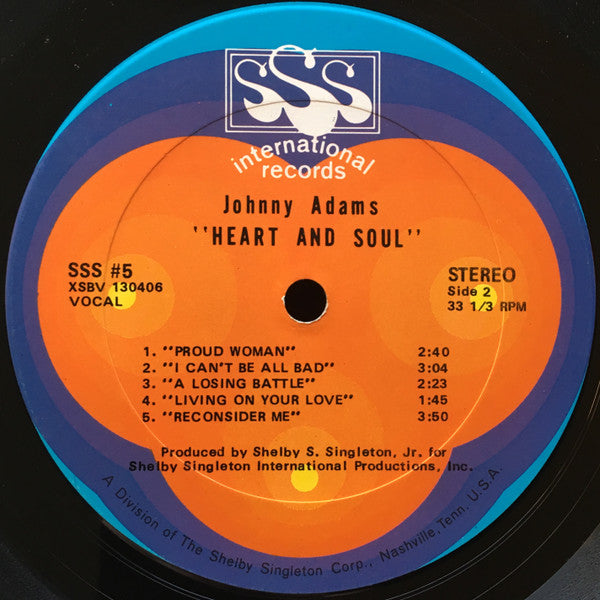 SSS
international
records
Johnny Adams
"HEART AND SOUL"
SSS #5
XSBV 130406
VOCAL
STEREO
Side 2
33 1/3 RPM
1. "PROUD WOMAN" 2:40
2. "I CAN'T BE ALL BAD" 3:04
3. "A LOSING BATTLE" 2:23
4. "LIVING ON YOUR LOVE" 1:45
5. "RECONSIDER ME" 3:50
Produced by Shelby S. Singleton, Jr. for
Shelby Singleton International Productions, Inc.
A Division of The Shelby Singleton Corp., Nashville, Tenn. U.S.A.